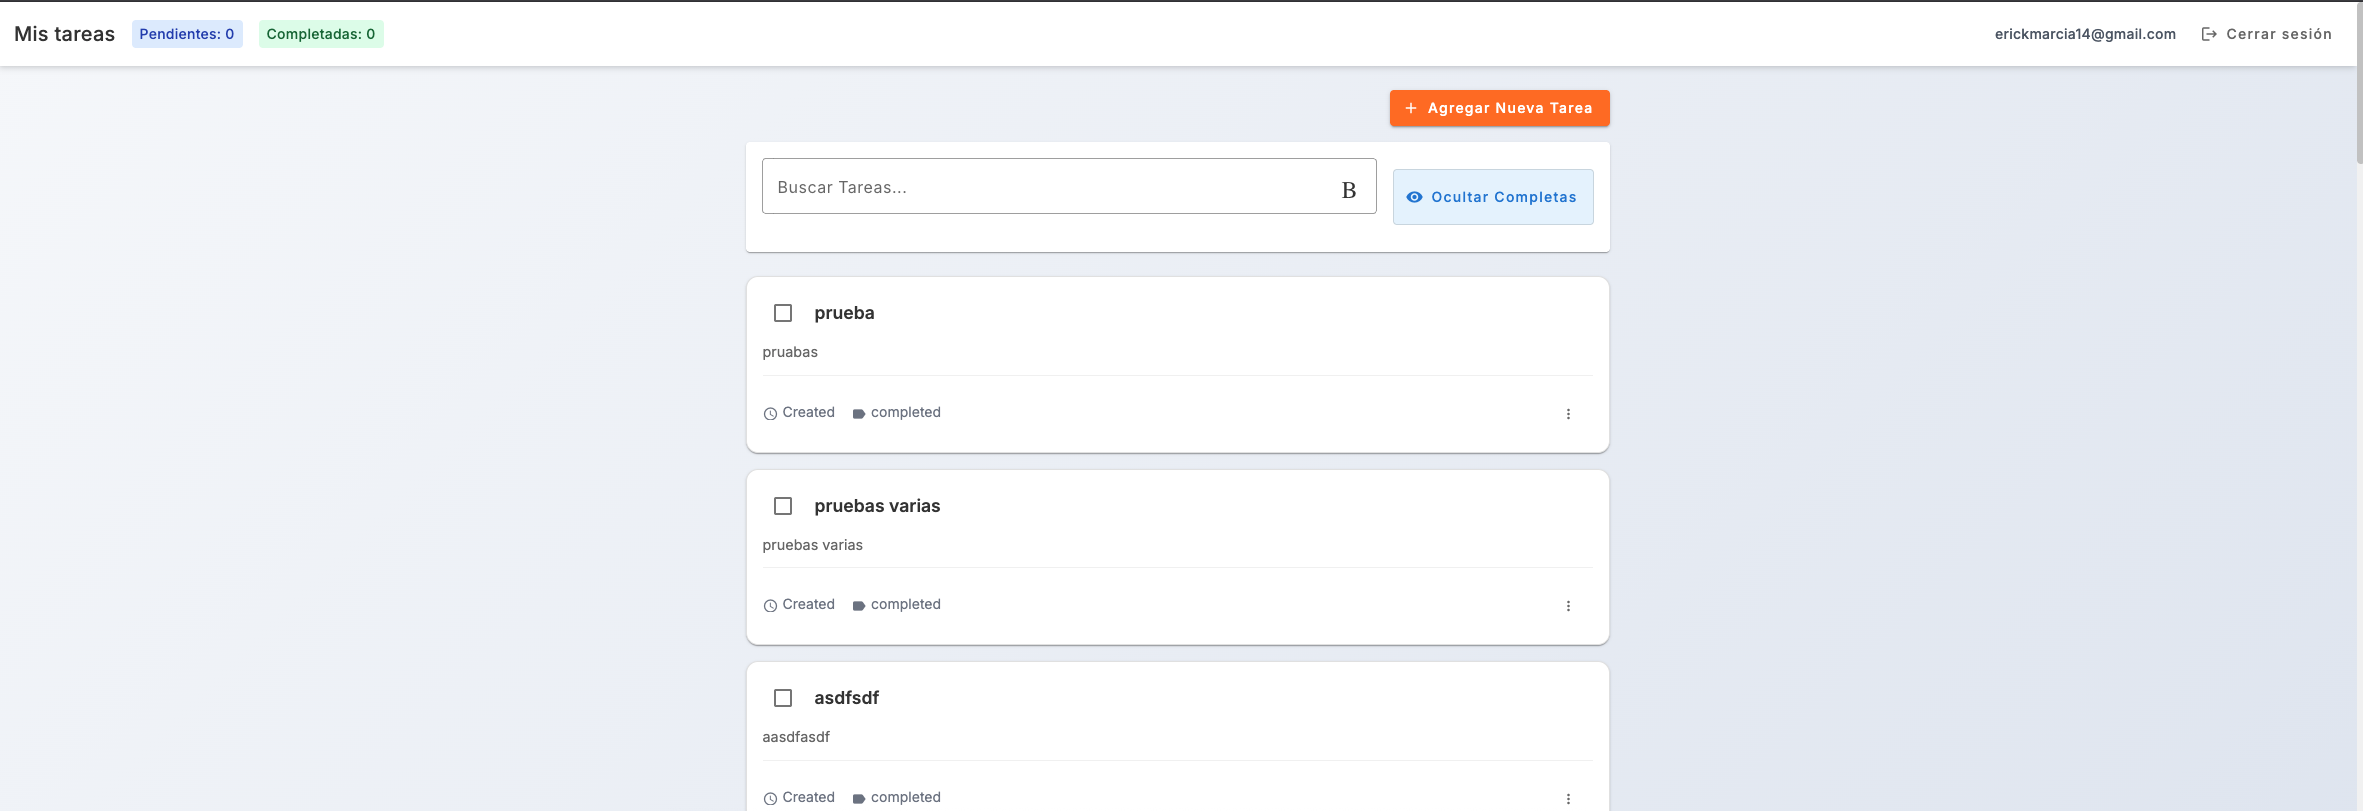 Mis tareas Pendientes: 0 Completadas: 0 erickmarcia14@gmail.com Cerrar sesión
+ Agregar Nueva Tarea
Buscar Tareas... B Ocultar Completas
prueba
pruabas
Created completed
pruebas varias
pruebas varias
Created completed
asdfsdf
aasdfasdf
Created completed